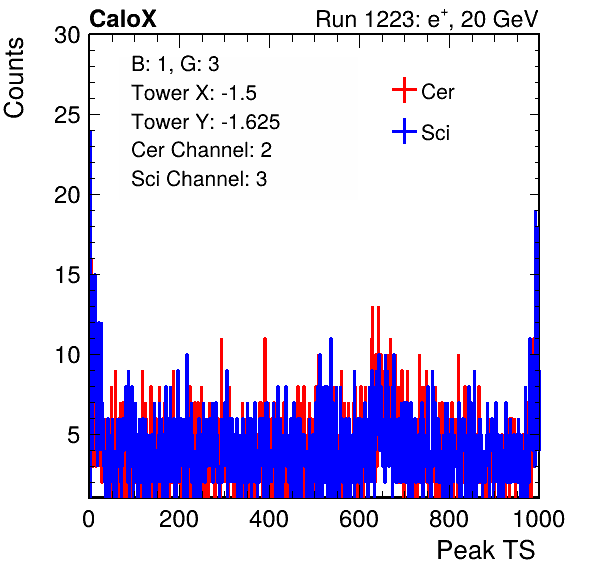 CaloX Run 1223: e+, 20 GeV
Counts
30
25
20
15
10
5
B: 1, G: 3
Tower X: -1.5
Tower Y: -1.625
Cer Channel: 2
Sci Channel: 3
Cer
Sci
0 200 400 600 800 1000
Peak TS